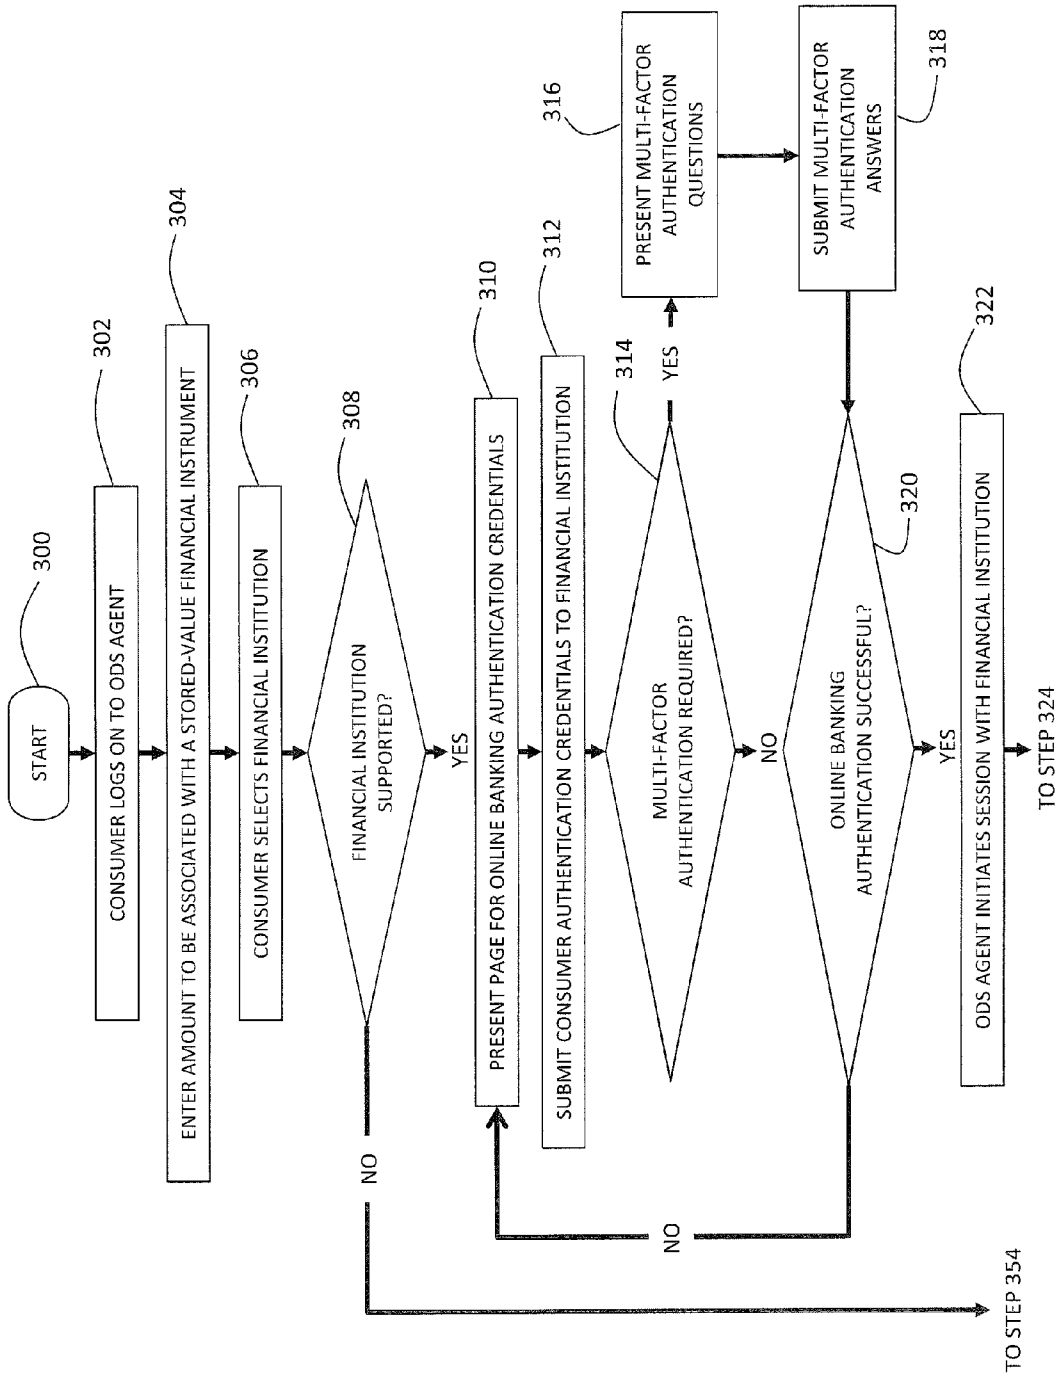 START
300
CONSUMER LOGS ON TO ODS AGENT
302
ENTER AMOUNT TO BE ASSOCIATED WITH A STORED-VALUE FINANCIAL INSTRUMENT
304
CONSUMER SELECTS FINANCIAL INSTITUTION
306
FINANCIAL INSTITUTION
SUPPORTED?
308
NO
YES
PRESENT PAGE FOR ONLINE BANKING AUTHENTICATION CREDENTIALS
310
SUBMIT CONSUMER AUTHENTICATION CREDENTIALS TO FINANCIAL INSTITUTION
312
MULTI-FACTOR
AUTHENTICATION REQUIRED?
314
YES
PRESENT MULTI-FACTOR
AUTHENTICATION
QUESTIONS
316
NO
SUBMIT MULTI-FACTOR
AUTHENTICATION
ANSWERS
318
ONLINE BANKING
AUTHENTICATION SUCCESSFUL?
320
NO
YES
ODS AGENT INITIATES SESSION WITH FINANCIAL INSTITUTION
322
TO STEP 354
TO STEP 324